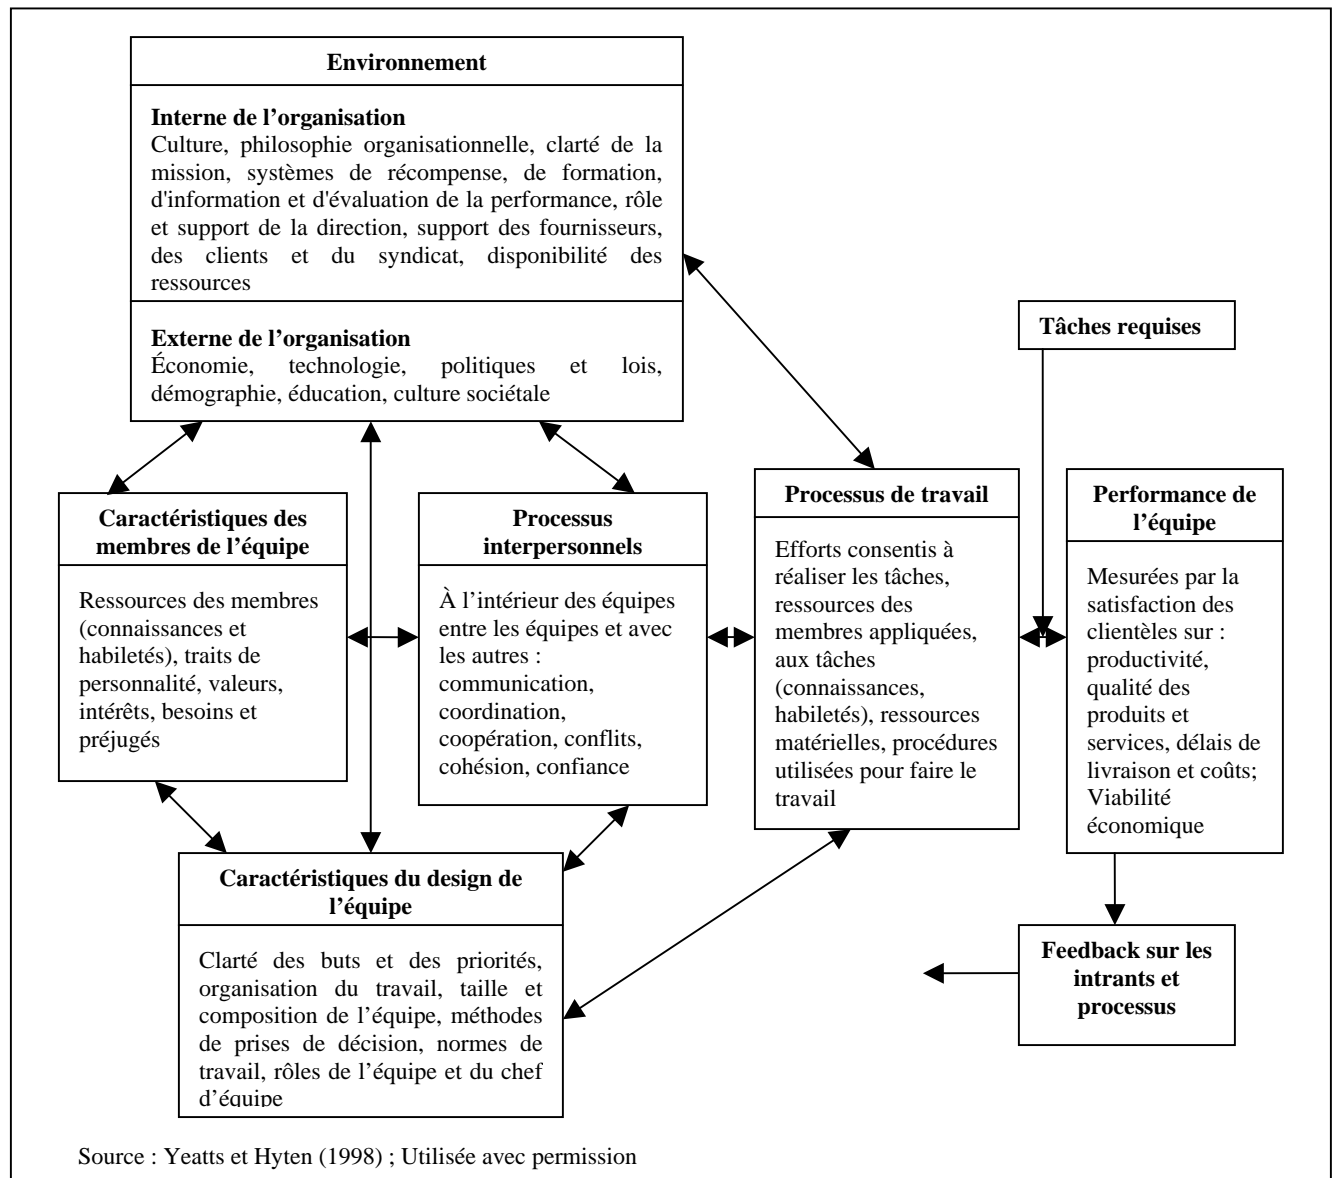 Environnement
Interne de l’organisation
Culture, philosophie organisationnelle, clarté de la
mission, systèmes de récompense, de formation,
d'information et d'évaluation de la performance, rôle
et support de la direction, support des fournisseurs,
des clients et du syndicat, disponibilité des
ressources
Externe de l’organisation
Économie, technologie, politiques et lois,
démographie, éducation, culture sociétale
Tâches requises
Caractéristiques des
membres de l’équipe
Ressources des membres
(connaissances et
habiletés), traits de
personnalité, valeurs,
intérêts, besoins et
préjugés
Processus
interpersonnels
À l’intérieur des équipes
entre les équipes et avec
les autres :
communication,
coordination,
coopération, conflits,
cohésion, confiance
Processus de travail
Efforts consentis à
réaliser les tâches,
ressources des
membres appliquées,
aux tâches
(connaissances,
habiletés), ressources
matérielles, procédures
utilisées pour faire le
travail
Performance de
l’équipe
Mesurées par la
satisfaction des
clientèles sur :
productivité,
qualité des
produits et
services, délais de
livraison et coûts;
Viabilité
économique
Caractéristiques du design de
l’équipe
Clarté des buts et des priorités,
organisation du travail, taille et
composition de l’équipe, méthodes
de prises de décision, normes de
travail, rôles de l’équipe et du chef
d’équipe
Feedback sur les
intrants et
processus
Source : Yeatts et Hyten (1998) ; Utilisée avec permission